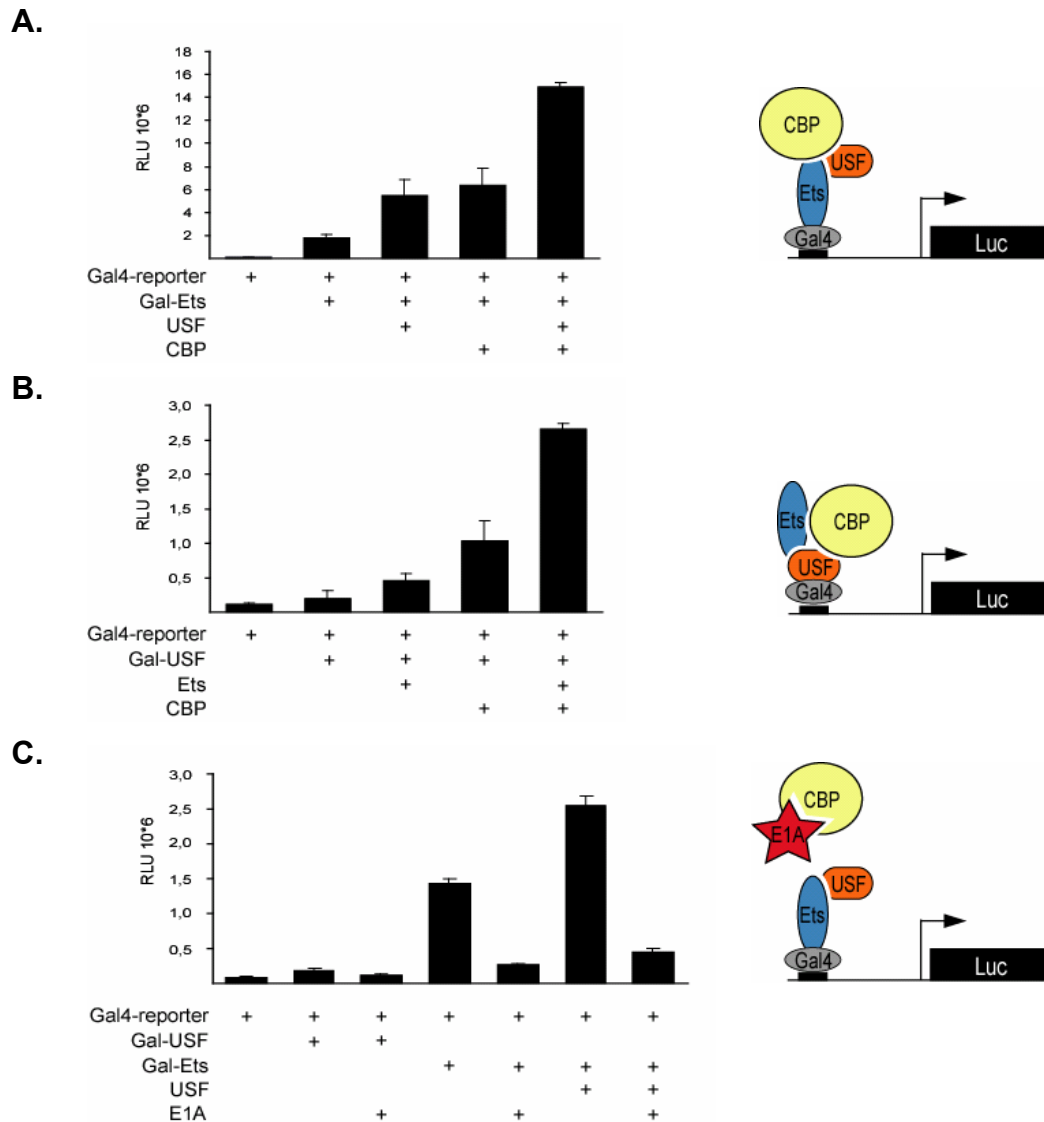 A.
RLU 10*6
18
16
14
12
10
8
6
4
2
Gal4-reporter + + + + +
Gal-Ets + + + +
USF + +
CBP + +
CBP
USF
Ets
Gal4
Luc
B.
RLU 10*6
3,0
2,5
2,0
1,5
1,0
0,5
Gal4-reporter + + + + +
Gal-USF + + + +
Ets + +
CBP + +
Ets
CBP
USF
Gal4
Luc
C.
RLU 10*6
3,0
2,5
2,0
1,5
1,0
0,5
Gal4-reporter + + + + + + +
Gal-USF + +
Gal-Ets + + + +
USF + +
E1A + + +
CBP
E1A
USF
Ets
Gal4
Luc